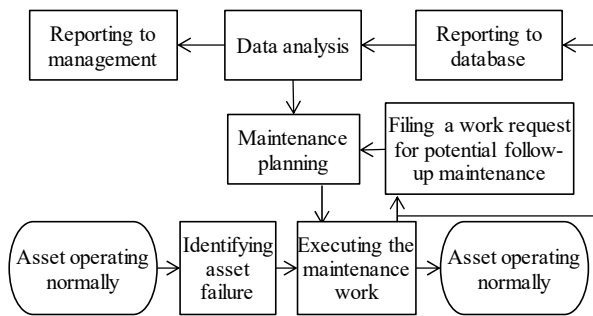 Reporting to
management
Data analysis
Reporting to
database
Maintenance
planning
Filing a work request
for potential follow-
up maintenance
Asset operating
normally
Identifying
asset
failure
Executing the
maintenance
work
Asset operating
normally